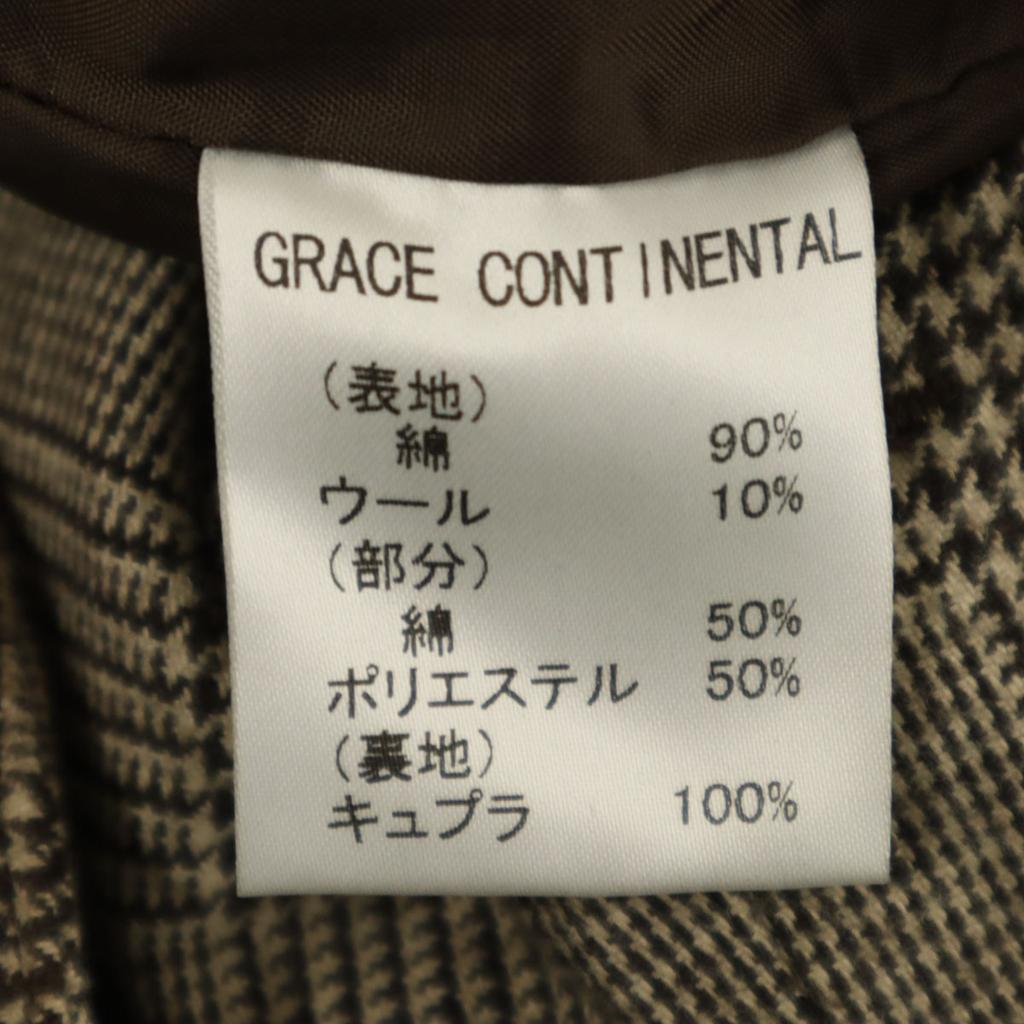 GRACE CONTINENTAL
(表地)
綿 90%
ウール 10%
(部分)
綿 50%
ポリエステル 50%
(裏地)
キュプラ 100%